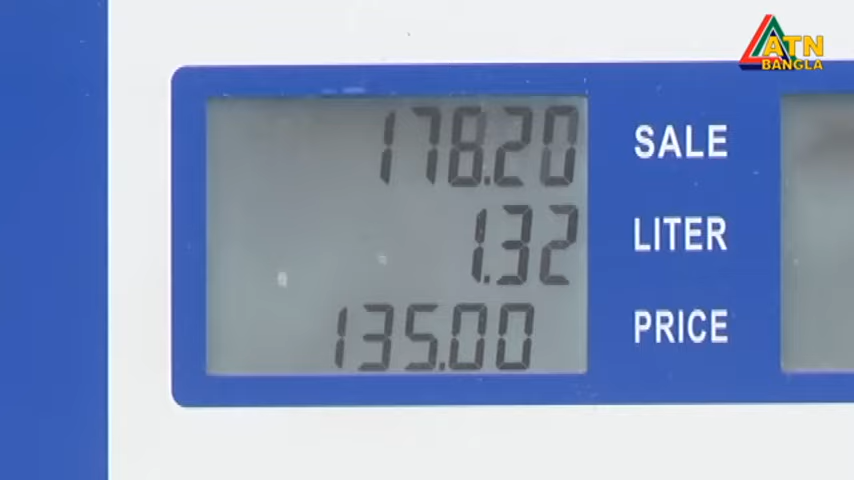 ATN
BANGLA
178.20 SALE
1.32 LITER
135.00 PRICE